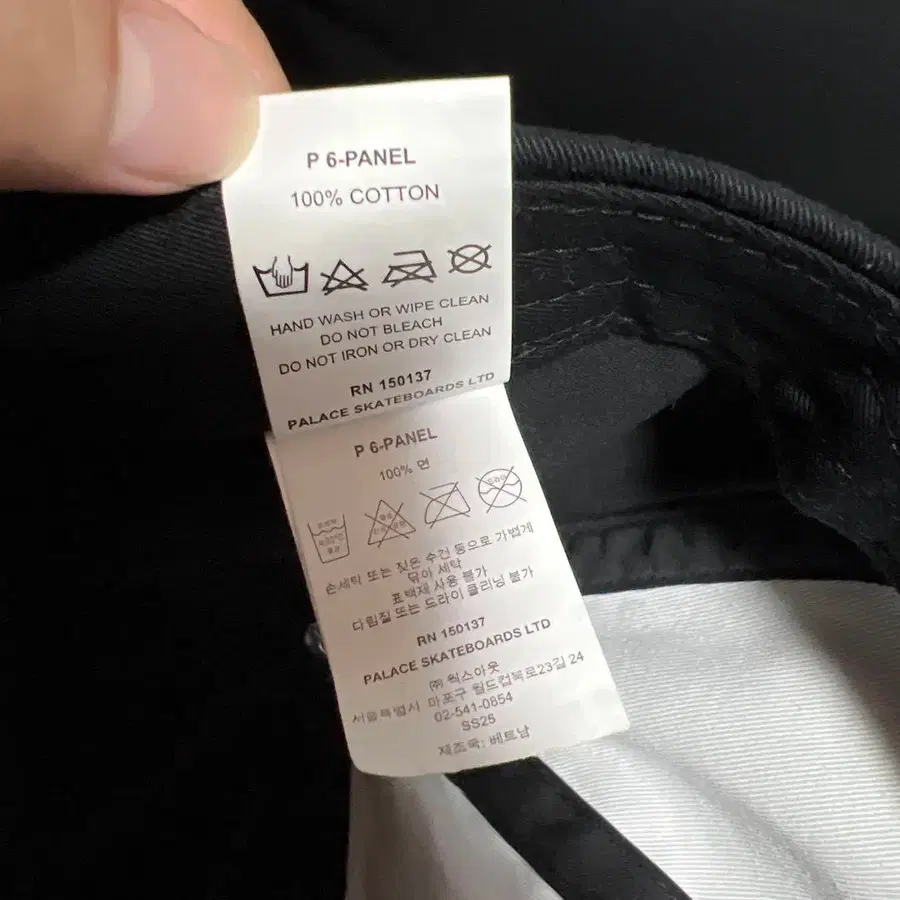 P 6-PANEL
100% COTTON
HAND WASH OR WIPE CLEAN
DO NOT BLEACH
DO NOT IRON OR DRY CLEAN
RN 150137
PALACE SKATEBOARDS LTD
P 6-PANEL
100% 면
손세탁 또는 젖은 수건 등으로 가볍게
닦아 세탁
표백제 사용 불가
다림질 또는 드라이 클리닝 불가
RN 150137
PALACE SKATEBOARDS LTD
㈜ 웍스아웃
서울특별시 마포구 월드컵북로23길 24
02-541-0854
SS25
제조국: 베트남